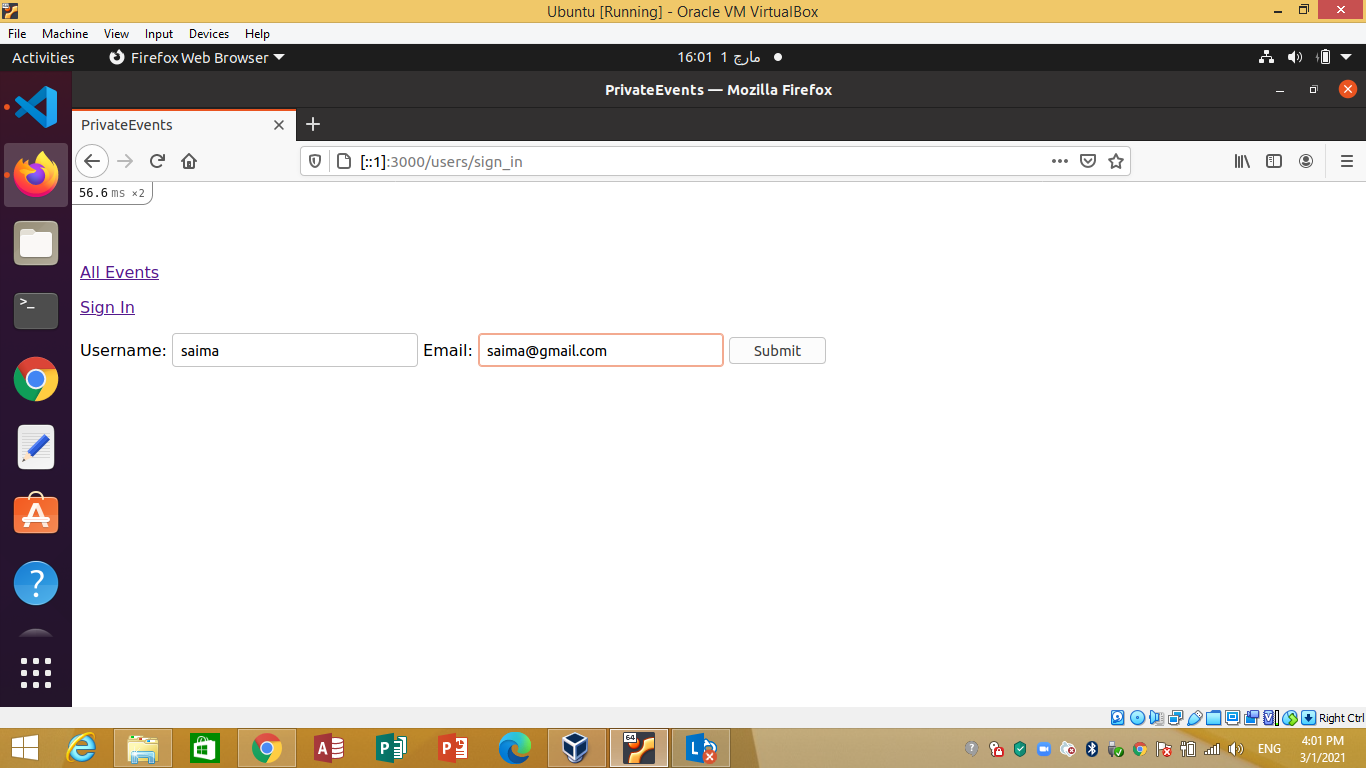 Ubuntu [Running] - Oracle VM VirtualBox
File Machine View Input Devices Help
Activities Firefox Web Browser 16:01 1 مارچ
PrivateEvents — Mozilla Firefox
PrivateEvents
[::1]:3000/users/sign_in
56.6 ms ×2
All Events
Sign In
Username: saima Email: saima@gmail.com Submit
Right Ctrl
64
ENG
4:01 PM
3/1/2021